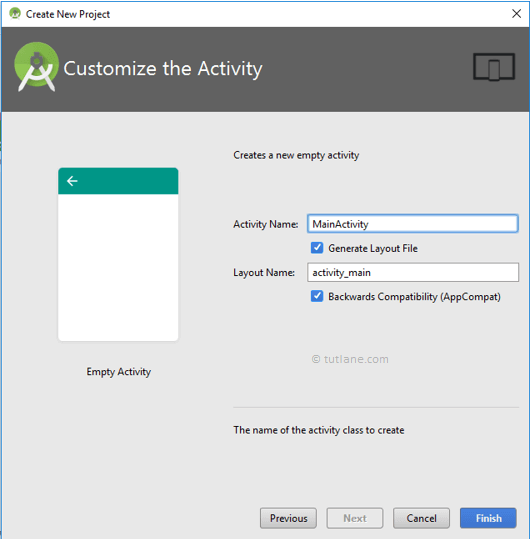 Create New Project
Customize the Activity
Creates a new empty activity
Activity Name: MainActivity
Generate Layout File
Layout Name: activity_main
Backwards Compatibility (AppCompat)
© tutlane.com
Empty Activity
The name of the activity class to create
Previous Next Cancel Finish